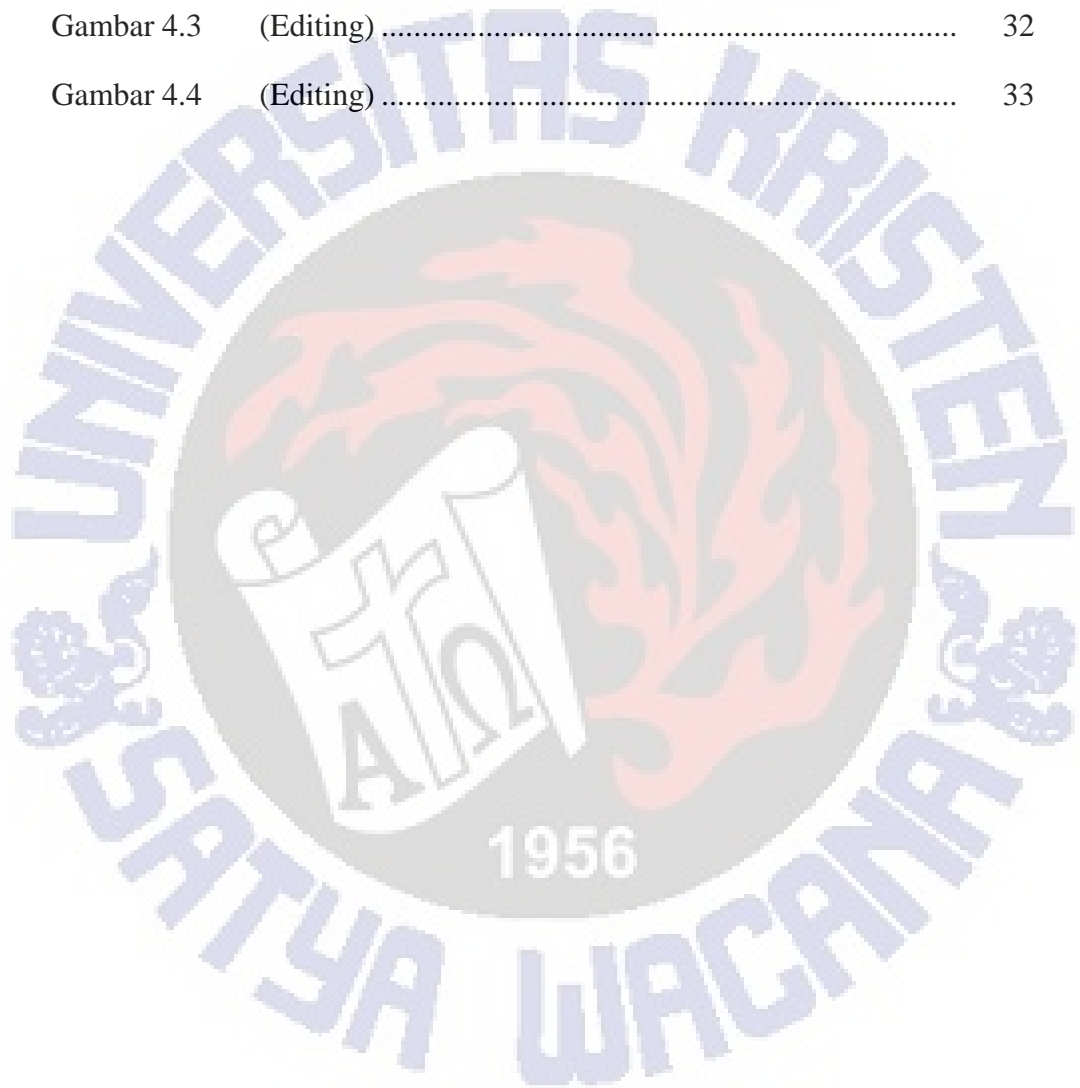 Gambar 4.3 (Editing) ........................................................................ 32
Gambar 4.4 (Editing) ........................................................................ 33
UNIVERSITAS KRISTEN
SATYA WACANA
Α Ω
1956